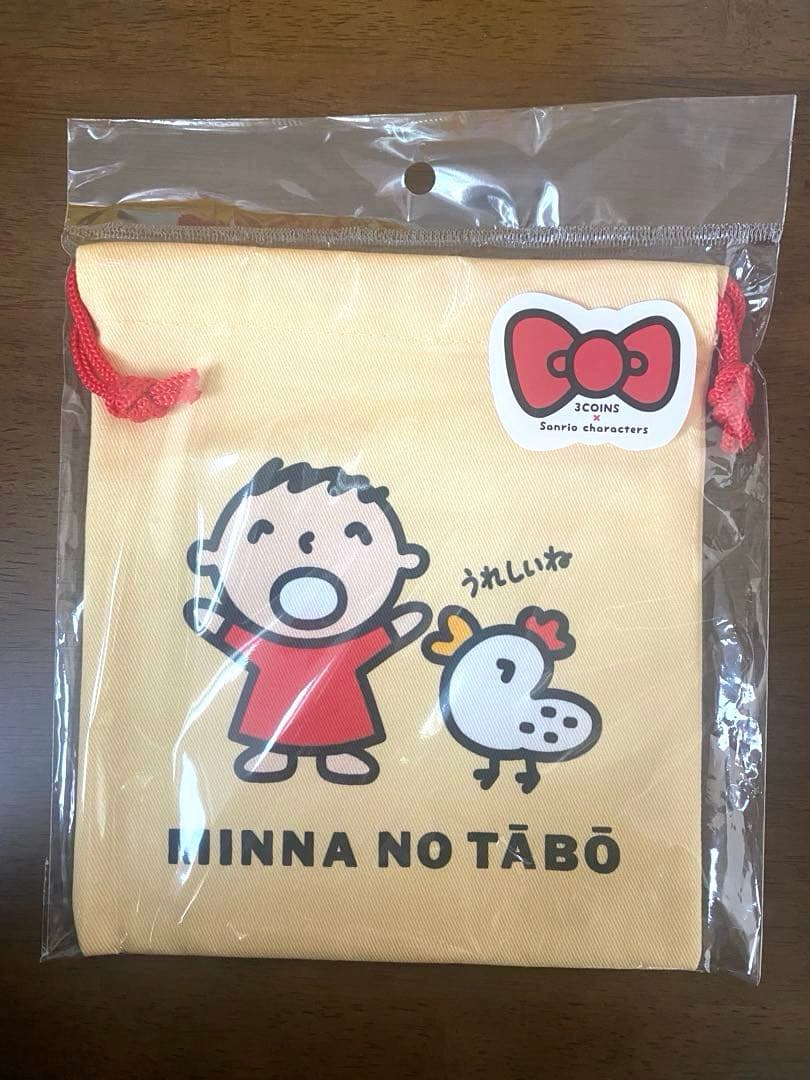 3COINS
×
Sanrio characters
うれしいね
MINNA NO TĀBŌ